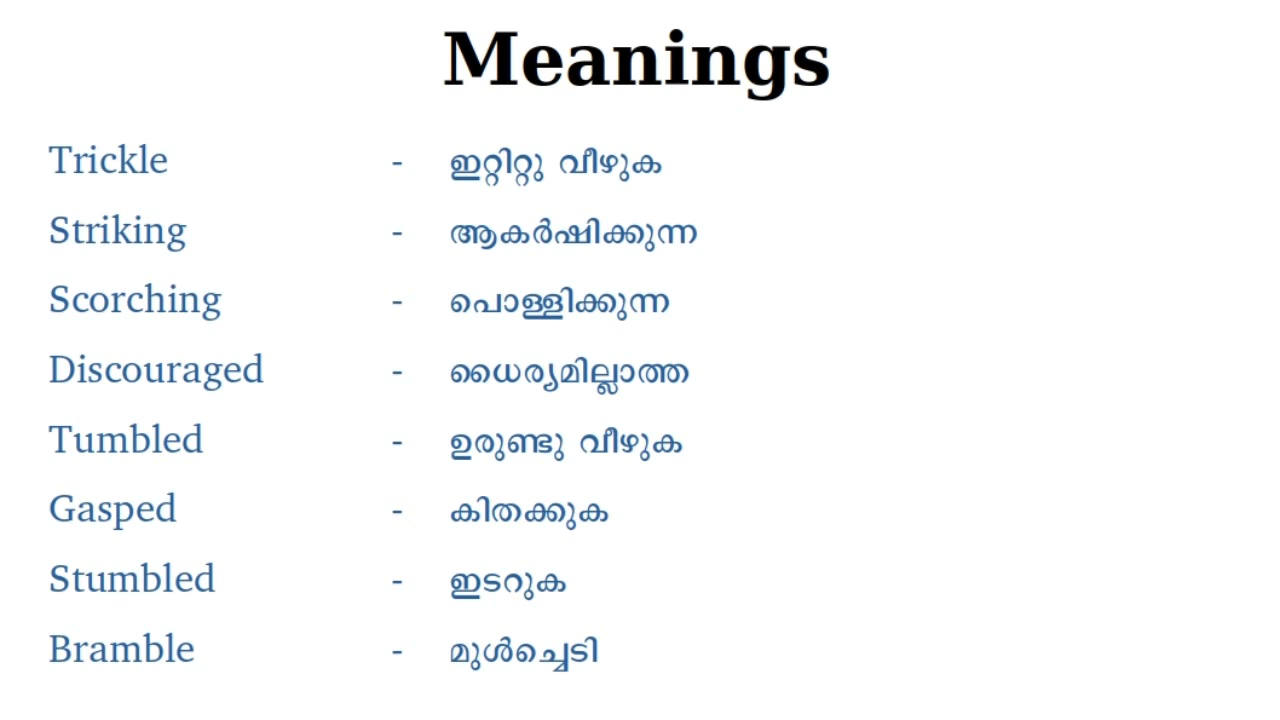 Meanings
Trickle - ഇറ്റിറ്റു വീഴുക
Striking - ആകർഷിക്കുന്ന
Scorching - പൊള്ളിക്കുന്ന
Discouraged - ധൈര്യമില്ലാത്ത
Tumbled - ഉരുണ്ടു വീഴുക
Gasped - കിതക്കുക
Stumbled - ഇടറുക
Bramble - മുൾച്ചെടി